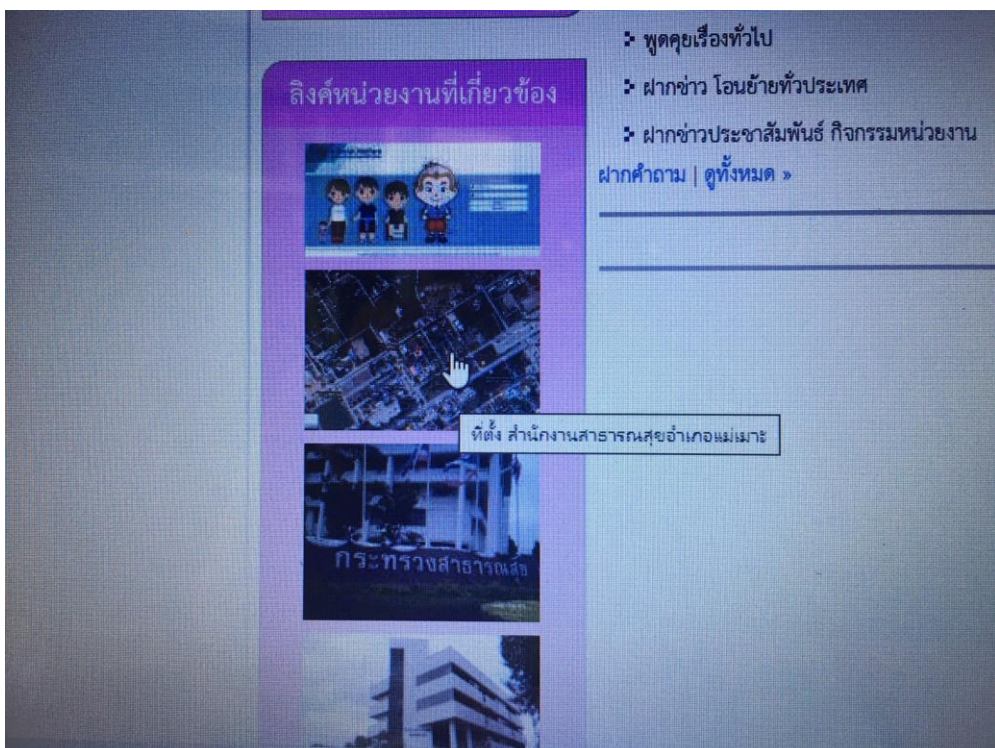 พูดคุยเรื่องทั่วไป
ฝากข่าว โอนย้ายทั่วประเทศ
ฝากข่าวประชาสัมพันธ์ กิจกรรมหน่วยงาน
ฝากคำถาม | ดูทั้งหมด »
ลิงค์หน่วยงานที่เกี่ยวข้อง
ที่ตั้ง สำนักงานสาธารณสุขอำเภอแม่เมาะ
กระทรวงสาธารณสุข